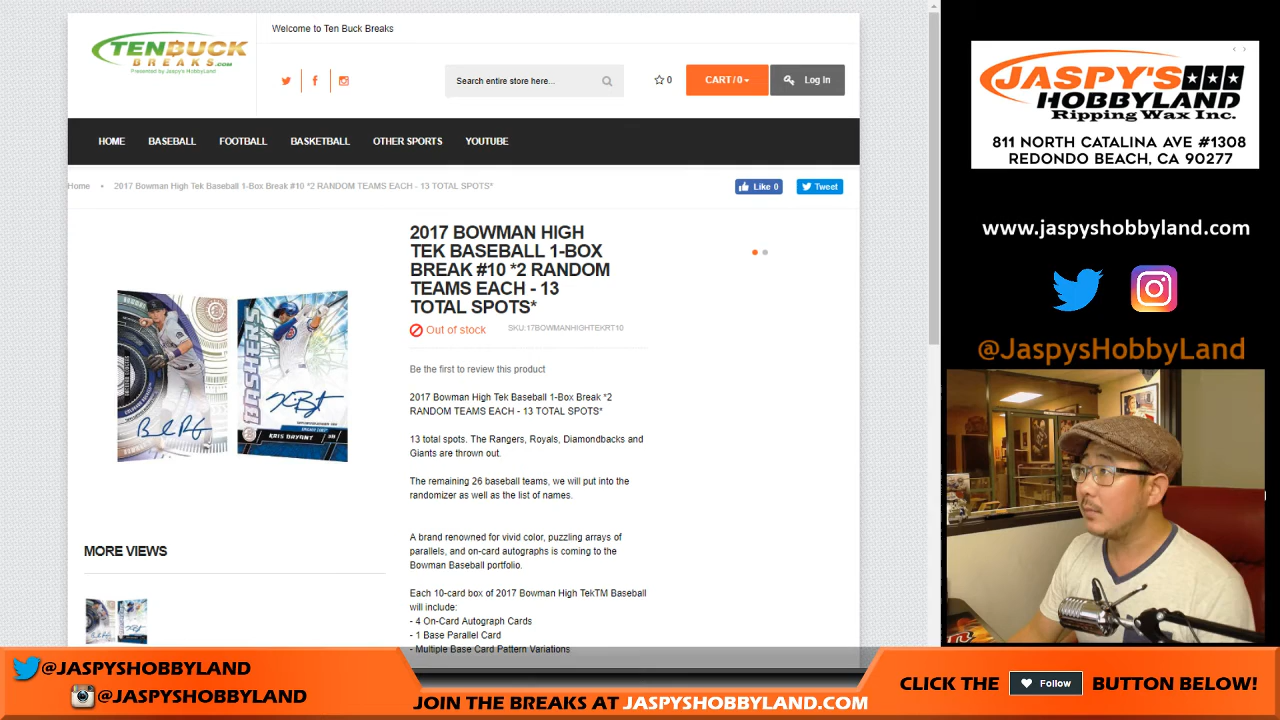 TENBUCK
BREAKS.COM
Presented by Jaspy's HobbyLand
Welcome to Ten Buck Breaks
Search entire store here...
0
CART / 0
Log In
HOME
BASEBALL
FOOTBALL
BASKETBALL
OTHER SPORTS
YOUTUBE
Home • 2017 Bowman High Tek Baseball 1-Box Break #10 *2 RANDOM TEAMS EACH - 13 TOTAL SPOTS*
Like 0
Tweet
2017 BOWMAN HIGH
TEK BASEBALL 1-BOX
BREAK #10 *2 RANDOM
TEAMS EACH - 13
TOTAL SPOTS*
Out of stock
SKU:17BOWMANHIGHTEKRT10
Be the first to review this product
2017 Bowman High Tek Baseball 1-Box Break *2
RANDOM TEAMS EACH - 13 TOTAL SPOTS*
13 total spots. The Rangers, Royals, Diamondbacks and
Giants are thrown out.
The remaining 26 baseball teams, we will put into the
randomizer as well as the list of names.
A brand renowned for vivid color, puzzling arrays of
parallels, and on-card autographs is coming to the
Bowman Baseball portfolio.
Each 10-card box of 2017 Bowman High TekTM Baseball
will include:
- 4 On-Card Autograph Cards
- 1 Base Parallel Card
- Multiple Base Card Pattern Variations
BASHERS
KRIS BRYANT
MORE VIEWS
JASPY'S
HOBBYLAND
Ripping Wax Inc.
811 NORTH CATALINA AVE #1308
REDONDO BEACH, CA 90277
www.jaspyshobbyland.com
@JaspysHobbyLand
@JASPYSHOBBYLAND
@JASPYSHOBBYLAND
JOIN THE BREAKS AT JASPYSHOBBYLAND.COM
CLICK THE Follow BUTTON BELOW!